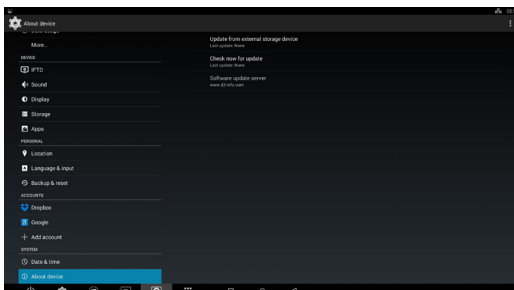 About device
More...
DEVICE
IFTD
Sound
Display
Storage
Apps
PERSONAL
Location
Language & input
Backup & reset
ACCOUNTS
Dropbox
Google
Add account
SYSTEM
Date & time
About device
Update from external storage device
Last update: None
Check now for update
Last update: None
Software update server